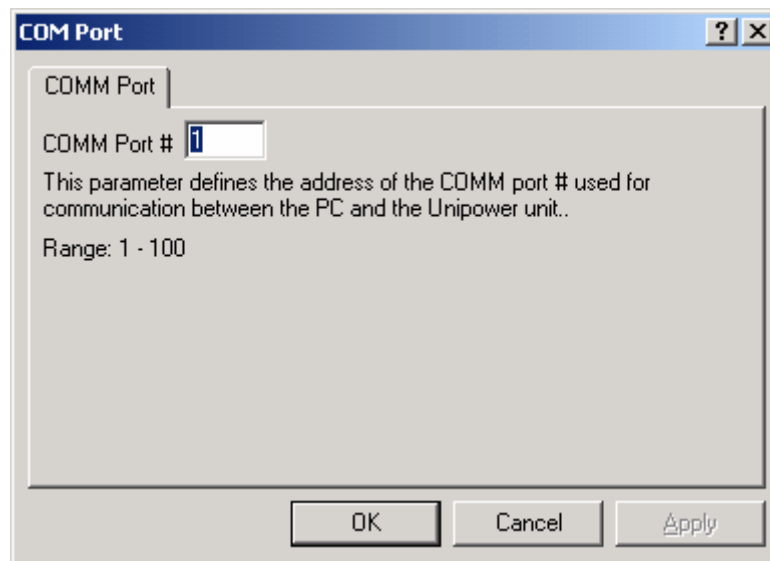 COM Port
COMM Port
COMM Port # 1
This parameter defines the address of the COMM port # used for
communication between the PC and the Unipower unit..
Range: 1 - 100
OK Cancel Apply